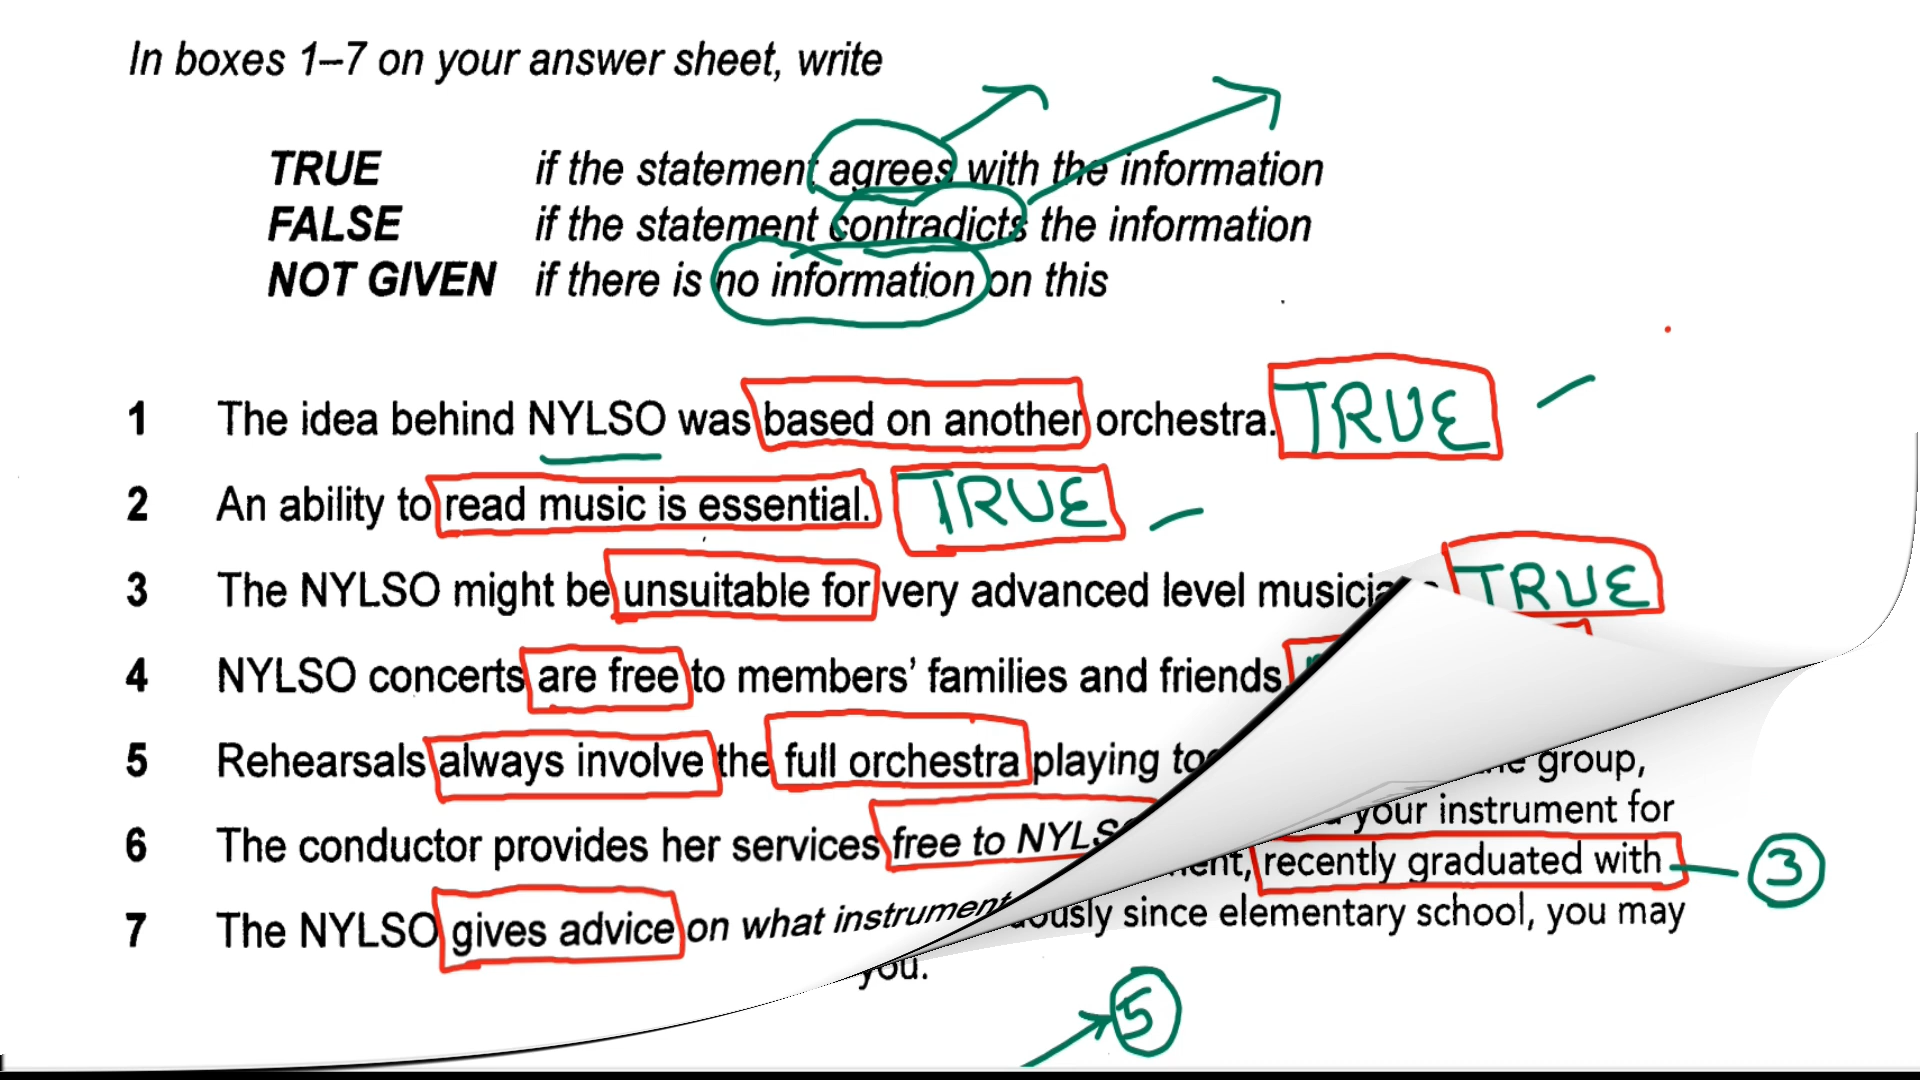 In boxes 1–7 on your answer sheet, write
TRUE if the statement agrees with the information
FALSE if the statement contradicts the information
NOT GIVEN if there is no information on this
1 The idea behind NYLSO was based on another orchestra. TRUE
2 An ability to read music is essential. TRUE
3 The NYLSO might be unsuitable for very advanced level TRUE
4 NYLSO concerts are free to members' families and friends.
5 Rehearsals always involve the full orchestra playing group,
your instrument for
6 The conductor provides her services free to recently graduated with 3
7 The NYLSO gives advice on what instrument since elementary school, you may
you.
5